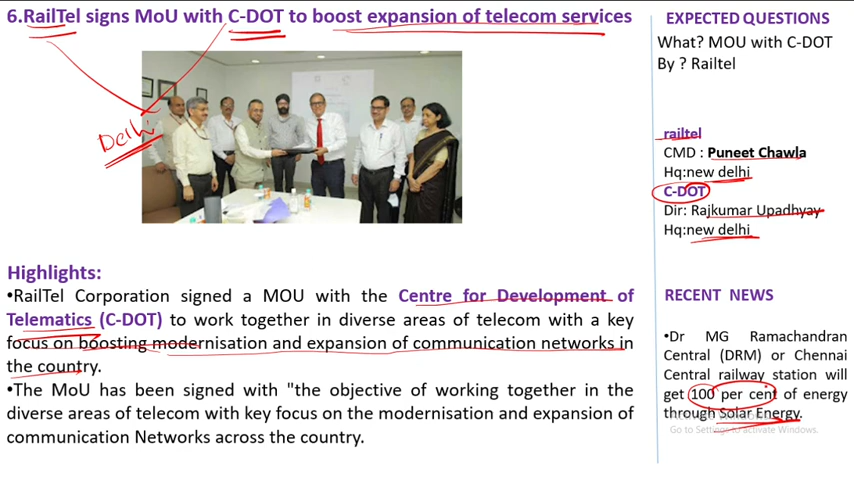 6.RailTel signs MoU with C-DOT to boost expansion of telecom services
Delhi
Highlights:
•RailTel Corporation signed a MOU with the Centre for Development of
Telematics (C-DOT) to work together in diverse areas of telecom with a key
focus on boosting modernisation and expansion of communication networks in
the country.
•The MoU has been signed with "the objective of working together in the
diverse areas of telecom with key focus on the modernisation and expansion of
communication Networks across the country.
EXPECTED QUESTIONS
What? MOU with C-DOT
By ? Railtel
railtel
CMD : Puneet Chawla
Hq:new delhi
C-DOT
Dir: Rajkumar Upadhyay
Hq:new delhi
RECENT NEWS
•Dr MG Ramachandran
Central (DRM) or Chennai
Central railway station will
get 100 per cent of energy
through Solar Energy.
Go to Settings to activate Windows.